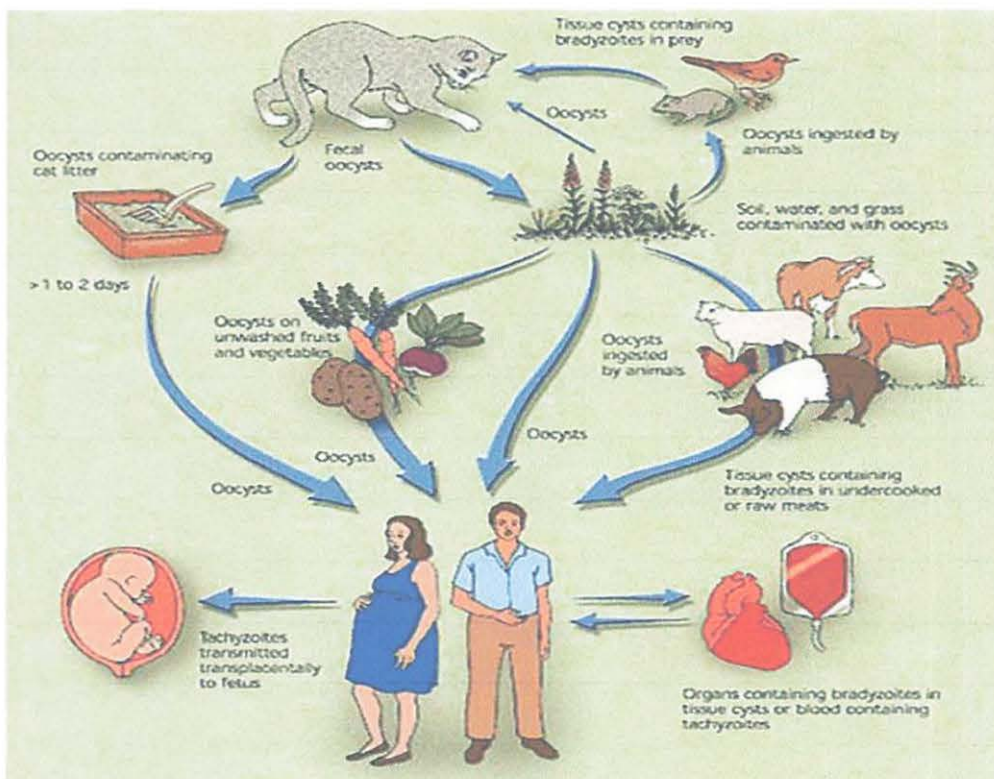 Tissue cysts containing
bradyzoites in prey
Oocysts
Oocysts ingested by
animals
Oocysts contaminating
cat litter
Fecal
oocysts
Soil, water, and grass
contaminated with oocysts
>1 to 2 days
Oocysts on
unwashed fruits
and vegetables
Oocysts
ingested
by animals
Oocysts
Oocysts
Oocysts
Tissue cysts containing
bradyzoites in undercooked
or raw meats
Tachyzoites
transmitted
transplacentally
to fetus
Organs containing bradyzoites in
tissue cysts or blood containing
tachyzoites